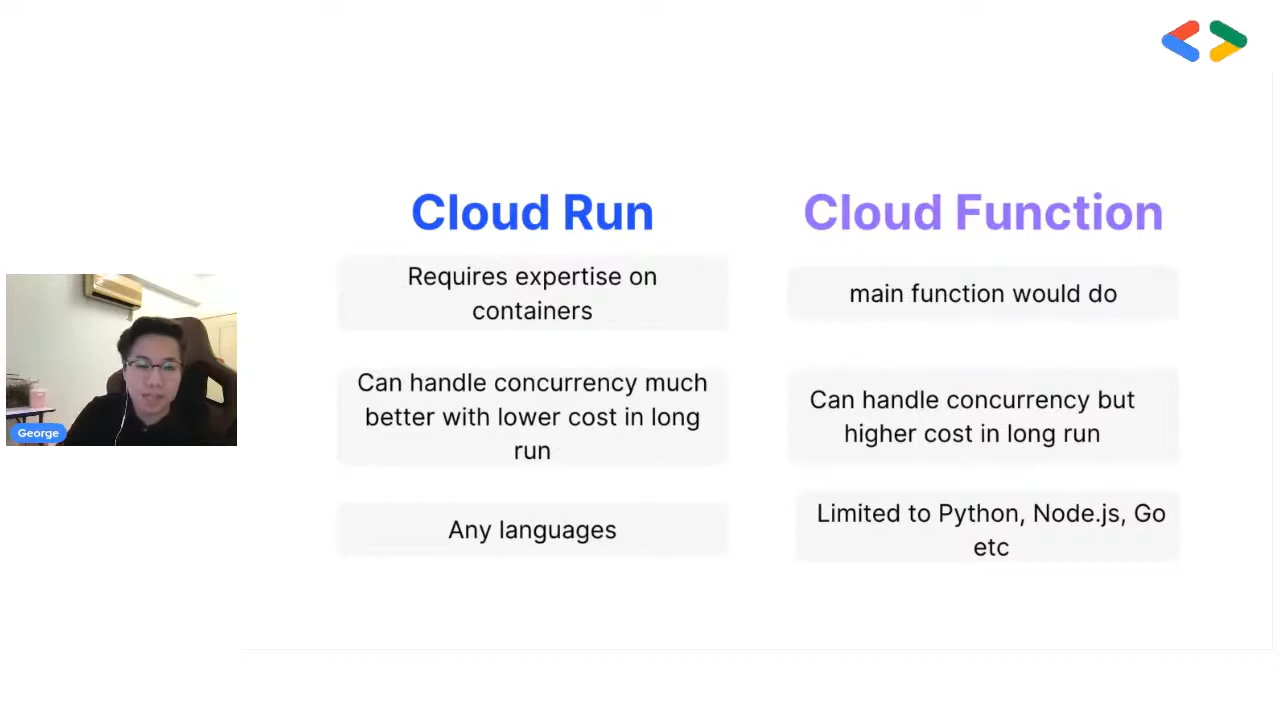 Cloud Run
Requires expertise on
containers
Can handle concurrency much
better with lower cost in long
run
Any languages
Cloud Function
main function would do
Can handle concurrency but
higher cost in long run
Limited to Python, Node.js, Go
etc
George